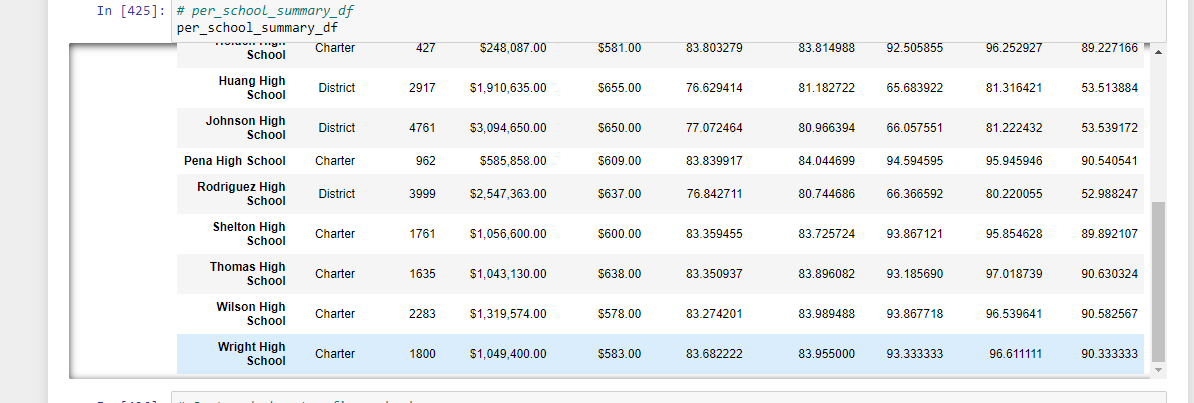 In [425]: # per_school_summary_df
per_school_summary_df
School Charter 427 $248,087.00 $581.00 83.803279 83.814988 92.505855 96.252927 89.227166
Huang High School District 2917 $1,910,635.00 $655.00 76.629414 81.182722 65.683922 81.316421 53.513884
Johnson High School District 4761 $3,094,650.00 $650.00 77.072464 80.966394 66.057551 81.222432 53.539172
Pena High School Charter 962 $585,858.00 $609.00 83.839917 84.044699 94.594595 95.945946 90.540541
Rodriguez High School District 3999 $2,547,363.00 $637.00 76.842711 80.744686 66.366592 80.220055 52.988247
Shelton High School Charter 1761 $1,056,600.00 $600.00 83.359455 83.725724 93.867121 95.854628 89.892107
Thomas High School Charter 1635 $1,043,130.00 $638.00 83.350937 83.896082 93.185690 97.018739 90.630324
Wilson High School Charter 2283 $1,319,574.00 $578.00 83.274201 83.989488 93.867718 96.539641 90.582567
Wright High School Charter 1800 $1,049,400.00 $583.00 83.682222 83.955000 93.333333 96.611111 90.333333